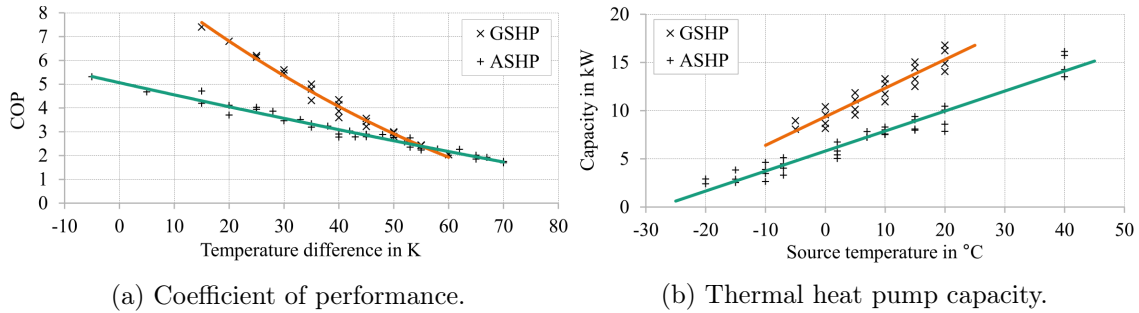 8
7
6
5
4
3
2
1
0
COP
-10 0 10 20 30 40 50 60 70 80
Temperature difference in K
GSHP
ASHP
(a) Coefficient of performance.
20
15
10
5
0
Capacity in kW
-30 -20 -10 0 10 20 30 40 50
Source temperature in °C
GSHP
ASHP
(b) Thermal heat pump capacity.